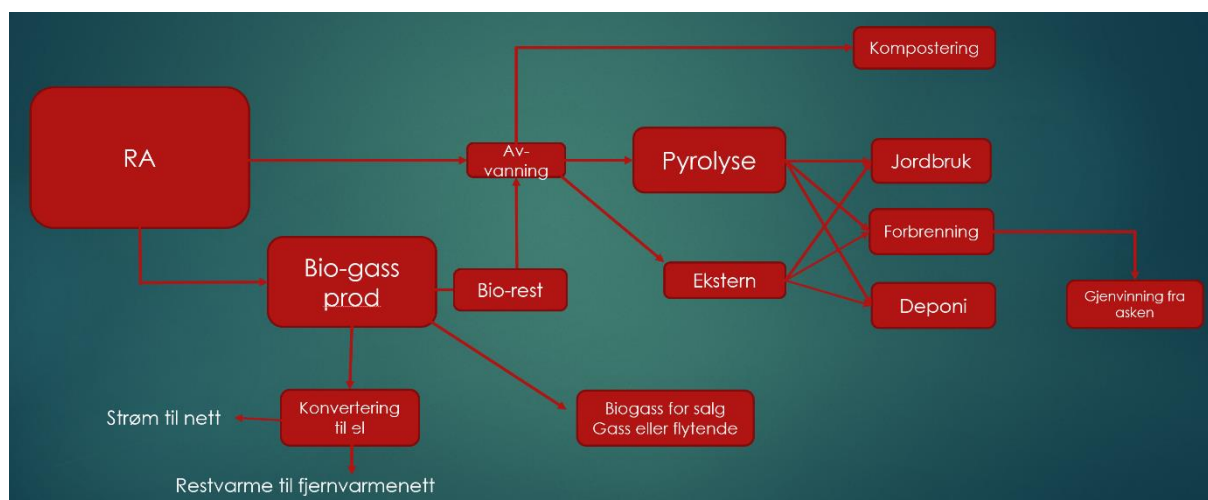 Kompostering
RA
Av-
vanning
Pyrolyse
Jordbruk
Forbrenning
Bio-gass
prod
Bio-rest
Ekstern
Deponi
Gjenvinning fra
asken
Konvertering
til el
Strøm til nett
Biogass for salg
Gass eller flytende
Restvarme til fjernvarmenett